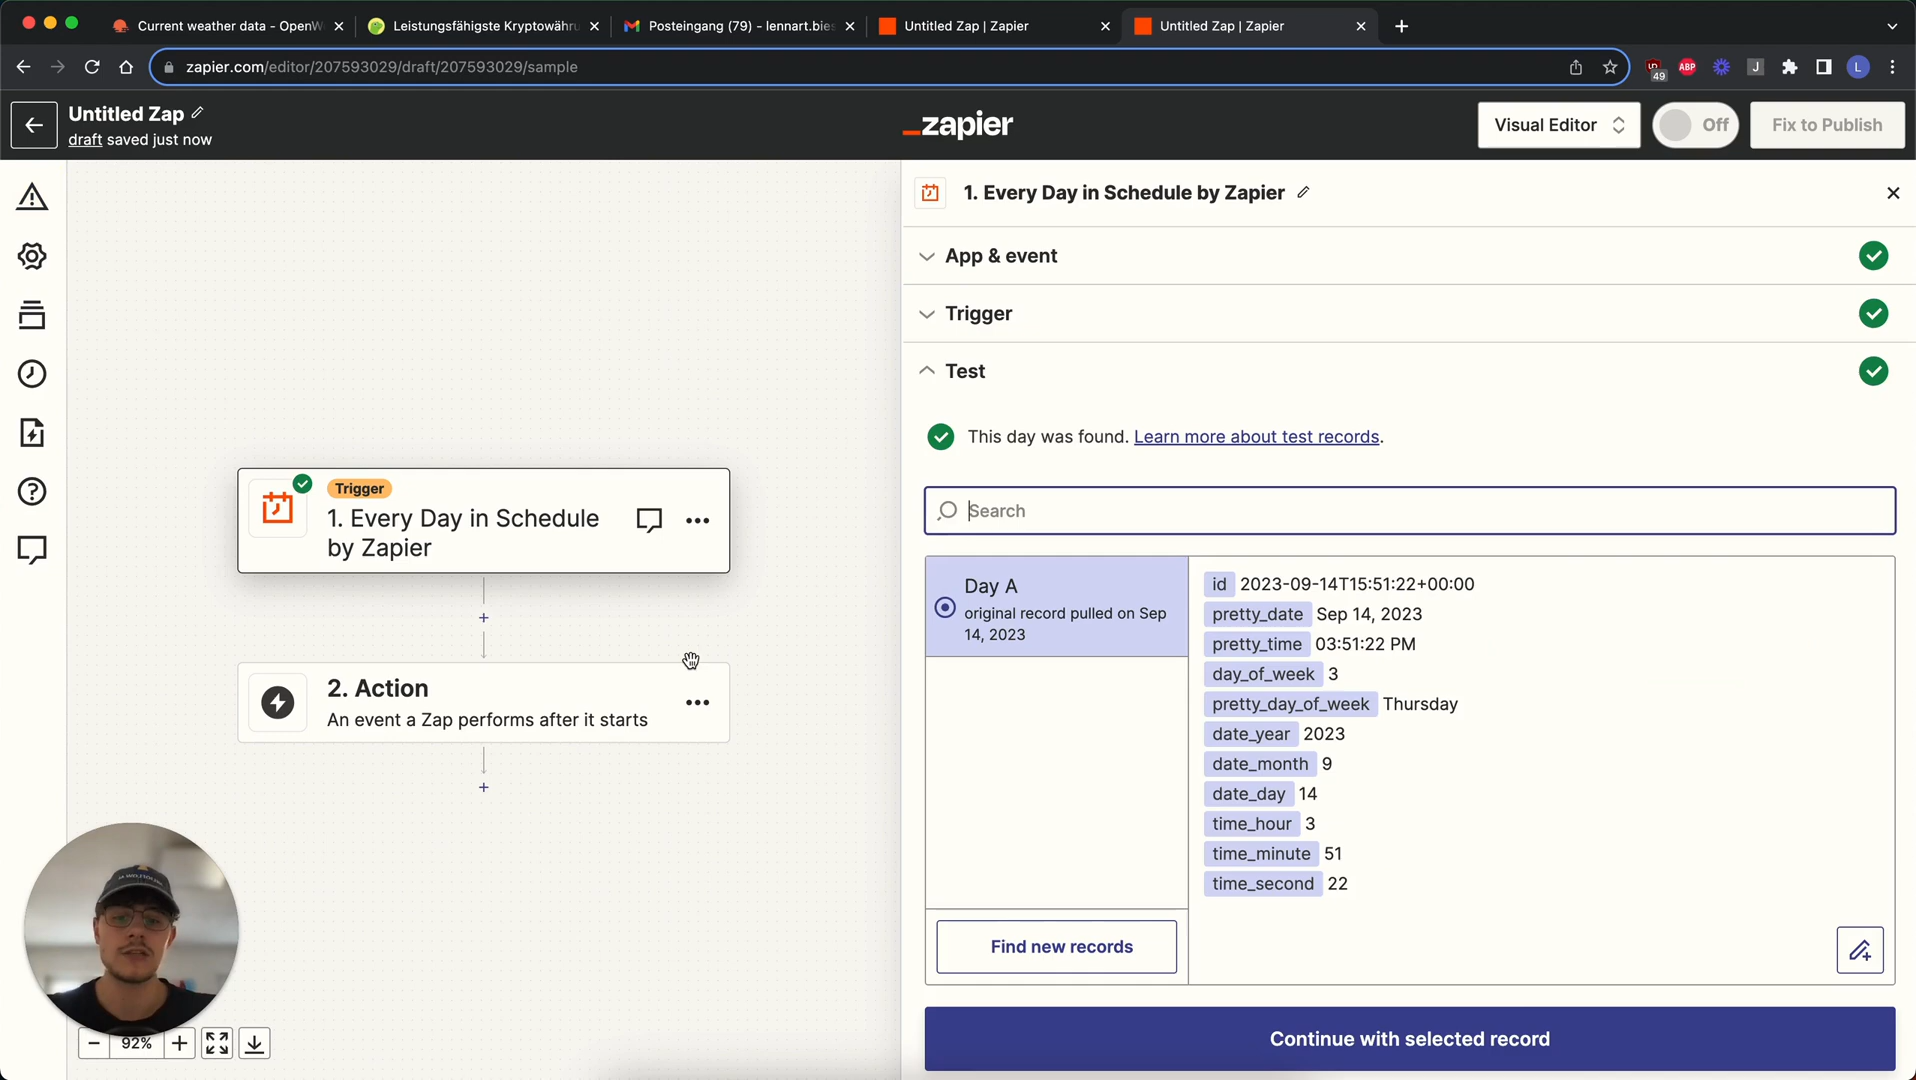 Current weather data - OpenW
Leistungsfähigste Kryptowähru
Posteingang (79) - lennart.bies
Untitled Zap | Zapier
Untitled Zap | Zapier
zapier.com/editor/207593029/draft/207593029/sample
49
ABP
J
L
Untitled Zap
draft saved just now
_zapier
Visual Editor
Off
Fix to Publish
Trigger
1. Every Day in Schedule
by Zapier
2. Action
An event a Zap performs after it starts
92%
1. Every Day in Schedule by Zapier
App & event
Trigger
Test
This day was found. Learn more about test records.
Search
Day A
original record pulled on Sep
14, 2023
Find new records
id 2023-09-14T15:51:22+00:00
pretty_date Sep 14, 2023
pretty_time 03:51:22 PM
day_of_week 3
pretty_day_of_week Thursday
date_year 2023
date_month 9
date_day 14
time_hour 3
time_minute 51
time_second 22
Continue with selected record